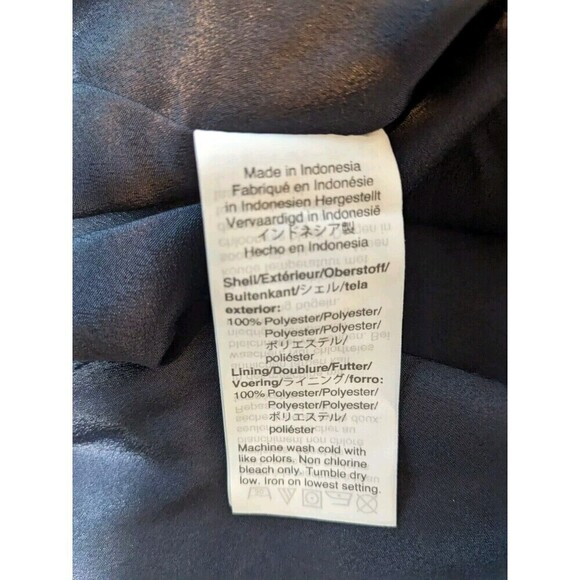 Made in Indonesia
Fabriqué en Indonésie
in Indonesien Hergestellt
Vervaardigd in Indonesië
インドネシア製
Hecho en Indonesia
Shell/Extérieur/Oberstoff/
Buitenkant/シェル/tela
exterior:
100% Polyester/Polyester/
Polyester/Polyester/
ポリエステル/
poliéster
Lining/Doublure/Futter/
Voering/ライニング/forro:
100% Polyester/Polyester/
Polyester/Polyester/
ポリエステル/
poliéster
Machine wash cold with
like colors. Non chlorine
bleach only. Tumble dry
low. Iron on lowest setting.